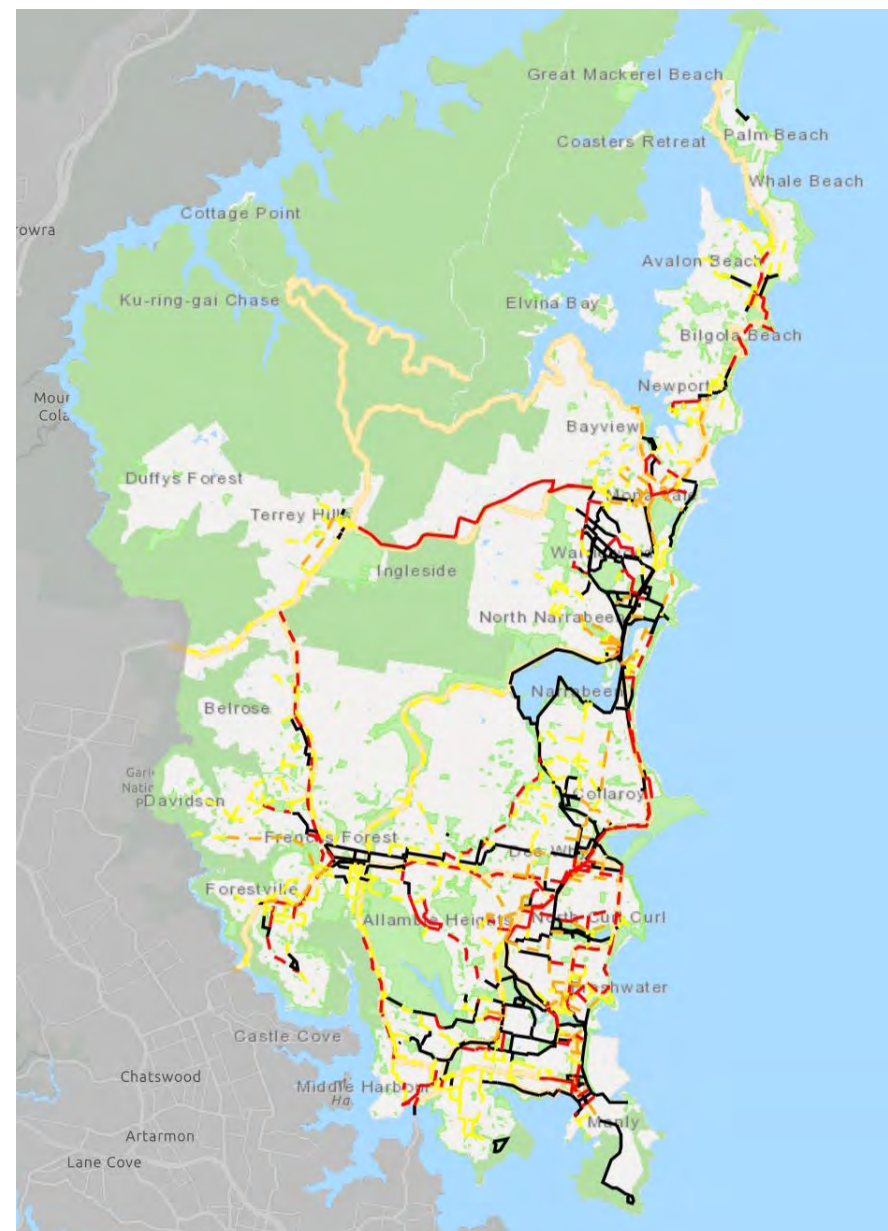 Great Mackerel Beach
Coasters Retreat
Palm Beach
Whale Beach
owra
Cottage Point
Avalon Beach
Ku-ring-gai Chase
Elvina Bay
Bilgola Beach
Newport
Bayview
Duffys Forest
Terrey Hills
Ingleside
North Narrabeen
Narrabeen
Belrose
Davidson
Collaroy
Frenchs Forest
Forestville
Allambie Heights
North Curl Curl
Freshwater
Castle Cove
Chatswood
Middle Harbour
Ha
Artarmon
Lane Cove
Manly